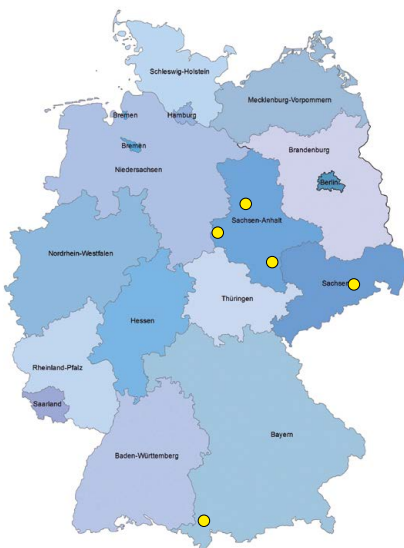 Schleswig-Holstein
Mecklenburg-Vorpommern
Bremen
Hamburg
Bremen
Brandenburg
Niedersachsen
Berlin
Sachsen-Anhalt
Nordrhein-Westfalen
Sachsen
Thüringen
Hessen
Rheinland-Pfalz
Saarland
Bayern
Baden-Württemberg